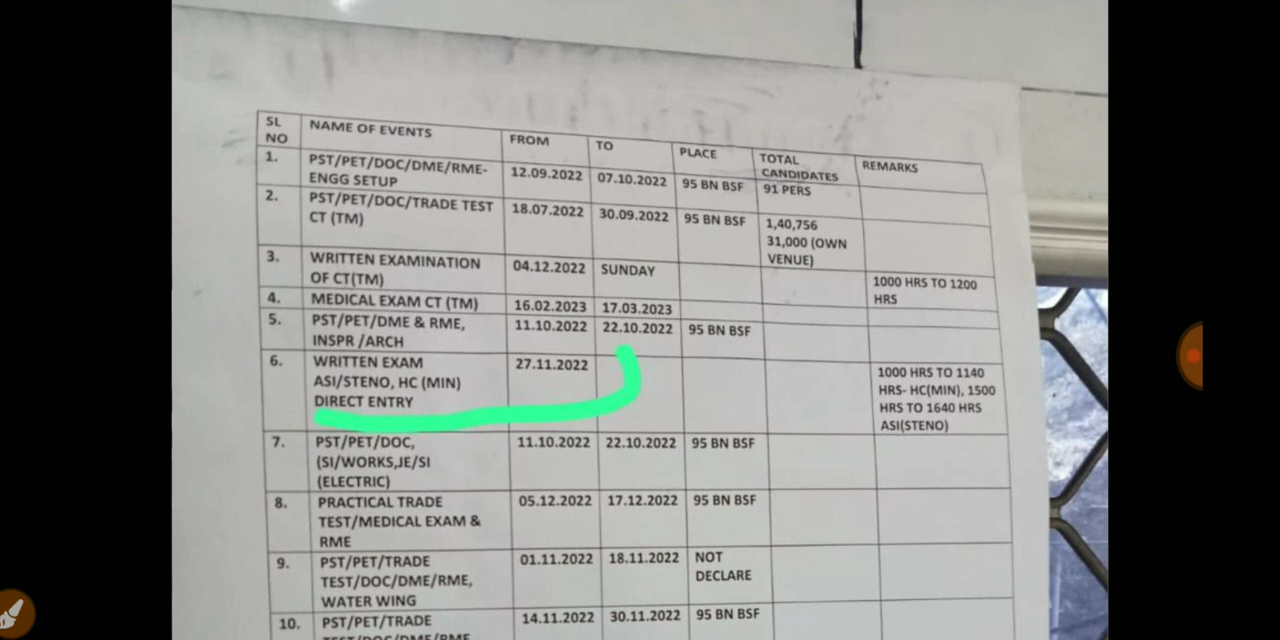 SL NO NAME OF EVENTS FROM TO PLACE TOTAL CANDIDATES REMARKS
1. PST/PET/DOC/DME/RME- 12.09.2022 07.10.2022 95 BN BSF 91 PERS
ENGG SETUP
2. PST/PET/DOC/TRADE TEST 18.07.2022 30.09.2022 95 BN BSF 1,40,756
CT (TM) 31,000 (OWN
VENUE)
3. WRITTEN EXAMINATION 04.12.2022 SUNDAY 1000 HRS TO 1200
OF CT(TM) HRS
4. MEDICAL EXAM CT (TM) 16.02.2023 17.03.2023
5. PST/PET/DME & RME, 11.10.2022 22.10.2022 95 BN BSF
INSPR /ARCH
6. WRITTEN EXAM 27.11.2022 1000 HRS TO 1140
ASI/STENO, HC (MIN) HRS- HC(MIN), 1500
DIRECT ENTRY HRS TO 1640 HRS
ASI(STENO)
7. PST/PET/DOC, 11.10.2022 22.10.2022 95 BN BSF
(SI/WORKS,JE/SI
(ELECTRIC)
8. PRACTICAL TRADE 05.12.2022 17.12.2022 95 BN BSF
TEST/MEDICAL EXAM &
RME
9. PST/PET/TRADE 01.11.2022 18.11.2022 NOT
TEST/DOC/DME/RME, DECLARE
WATER WING
10. PST/PET/TRADE 14.11.2022 30.11.2022 95 BN BSF
TEST/DOC/DME/RME